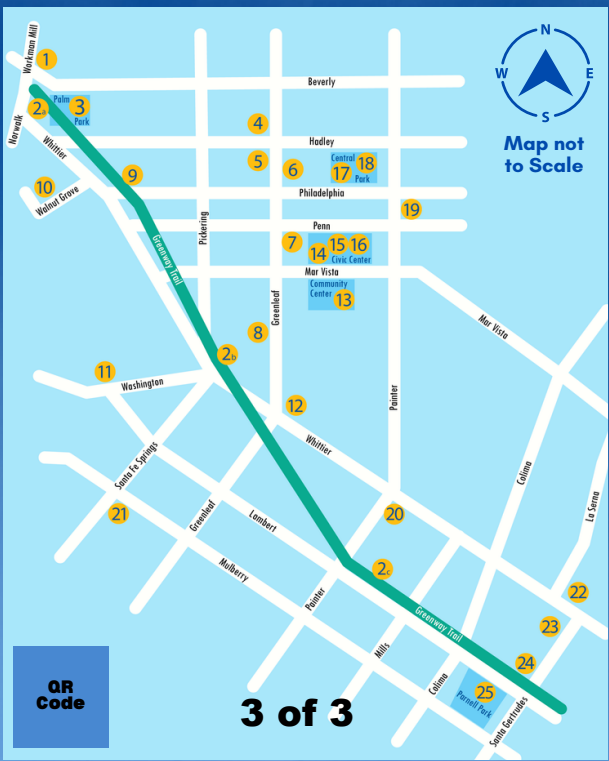 N
W
E
S
Map not
to Scale
Workman Mill
1
Beverly
2a
Palm
3
Park
Norwalk
Whittier
4
Hadley
5
6
Central
17
18
Park
9
10
Walnut Grove
Philadelphia
19
Pickering
Penn
7
14
15
16
Civic Center
Greenway Trail
Mar Vista
Community
Center
13
Greenleaf
Mar Vista
8
2b
11
Washington
12
Painter
Whittier
Colima
Santa Fe Springs
La Serna
21
Greenleaf
Lambert
20
Mulberry
2c
Painter
22
Greenway Trail
23
Mills
24
Colima
25
Parnell Park
Santa Gertrudes
QR
Code
3 of 3